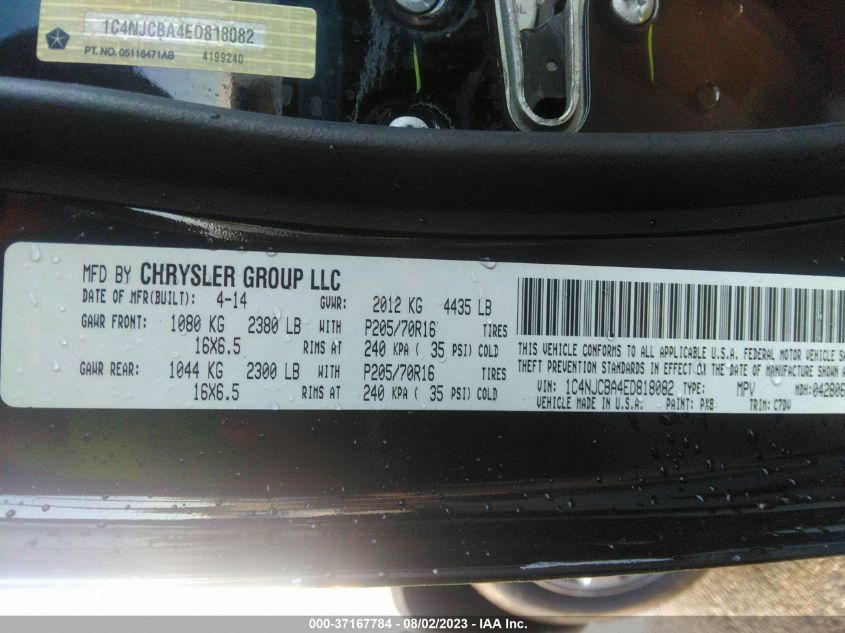 1C4NJCBA4ED818082
PT. NO. 05116471AB 4199240
MFD BY CHRYSLER GROUP LLC
DATE OF MFR(BUILT): 4-14 GVWR: 2012 KG 4435 LB
GAWR FRONT: 1080 KG 2380 LB WITH P205/70R16 TIRES
16X6.5 RIMS AT 240 KPA ( 35 PSI) COLD
GAWR REAR: 1044 KG 2300 LB WITH P205/70R16 TIRES
16X6.5 RIMS AT 240 KPA ( 35 PSI) COLD
THIS VEHICLE CONFORMS TO ALL APPLICABLE U.S.A. FEDERAL MOTOR VEHICLE
THEFT PREVENTION STANDARDS IN EFFECT ON THE DATE OF MANUFACTURE SHOWN
VIN: 1C4NJCBA4ED818082 TYPE: MPV MDH:042806
VEHICLE MADE IN U.S.A. PAINT: PXB TRIM: C7DV
000-37167784 - 08/02/2023 - IAA Inc.